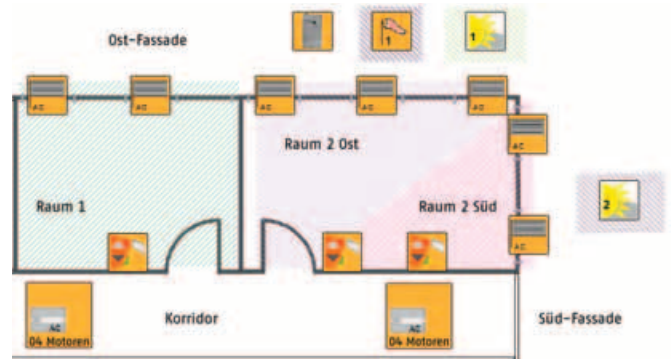 Ost-Fassade
1
1
AC
AC
AC
AC
AC
AC
Raum 2 Ost
Raum 1
Raum 2 Süd
2
AC
AC
AC
04 Motoren
Korridor
04 Motoren
Süd-Fassade